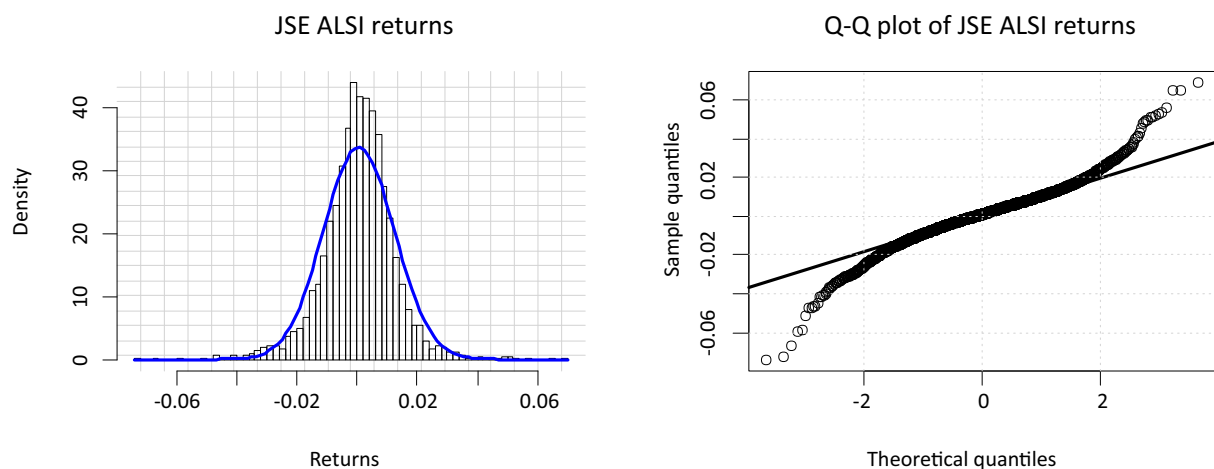 JSE ALSI returns
Density
0
10
20
30
40
-0.06
-0.02
0.02
0.06
Returns
Q-Q plot of JSE ALSI returns
Sample quantiles
0.06
0.02
-0.02
-0.06
-2
0
2
Theoretical quantiles